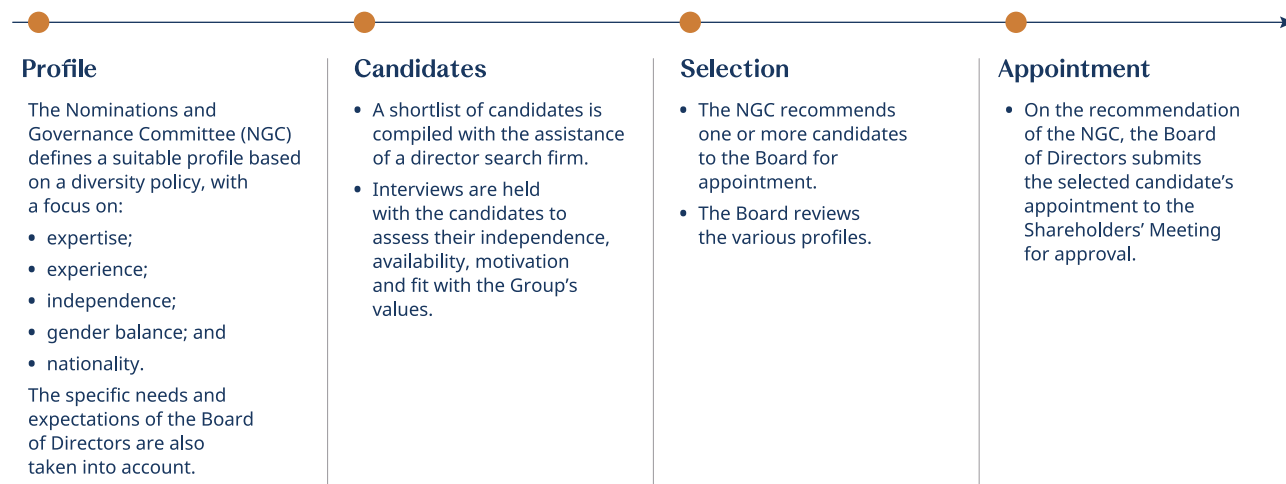 Profile
The Nominations and
Governance Committee (NGC)
defines a suitable profile based
on a diversity policy, with
a focus on:
• expertise;
• experience;
• independence;
• gender balance; and
• nationality.
The specific needs and
expectations of the Board
of Directors are also
taken into account.
Candidates
• A shortlist of candidates is
compiled with the assistance
of a director search firm.
• Interviews are held
with the candidates to
assess their independence,
availability, motivation
and fit with the Group’s
values.
Selection
• The NGC recommends
one or more candidates
to the Board for
appointment.
• The Board reviews
the various profiles.
Appointment
• On the recommendation
of the NGC, the Board
of Directors submits
the selected candidate’s
appointment to the
Shareholders’ Meeting
for approval.